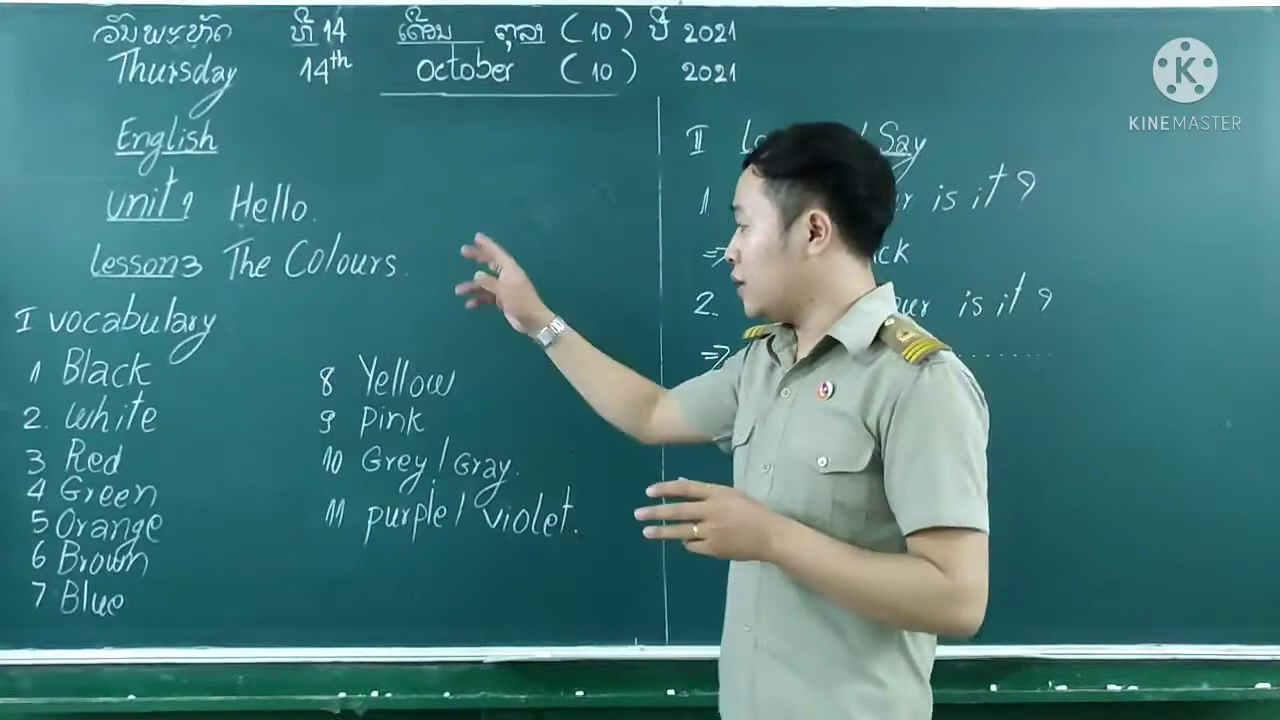 ວັນພະຫັດ ທີ 14 ເດືອນ ຕຸລາ (10) ປີ 2021
Thursday 14th October (10) 2021
English
Unit 1 Hello.
Lesson 3 The Colours.
I vocabulary
1 Black
2. white
3 Red
4 Green
5 Orange
6 Brown
7 Blue
8 Yellow
9 Pink
10 Grey / Gray.
11 purple / violet.
II Say
1. is it?
⇒
2. is it?
⇒ ..........
K
KINEMASTER